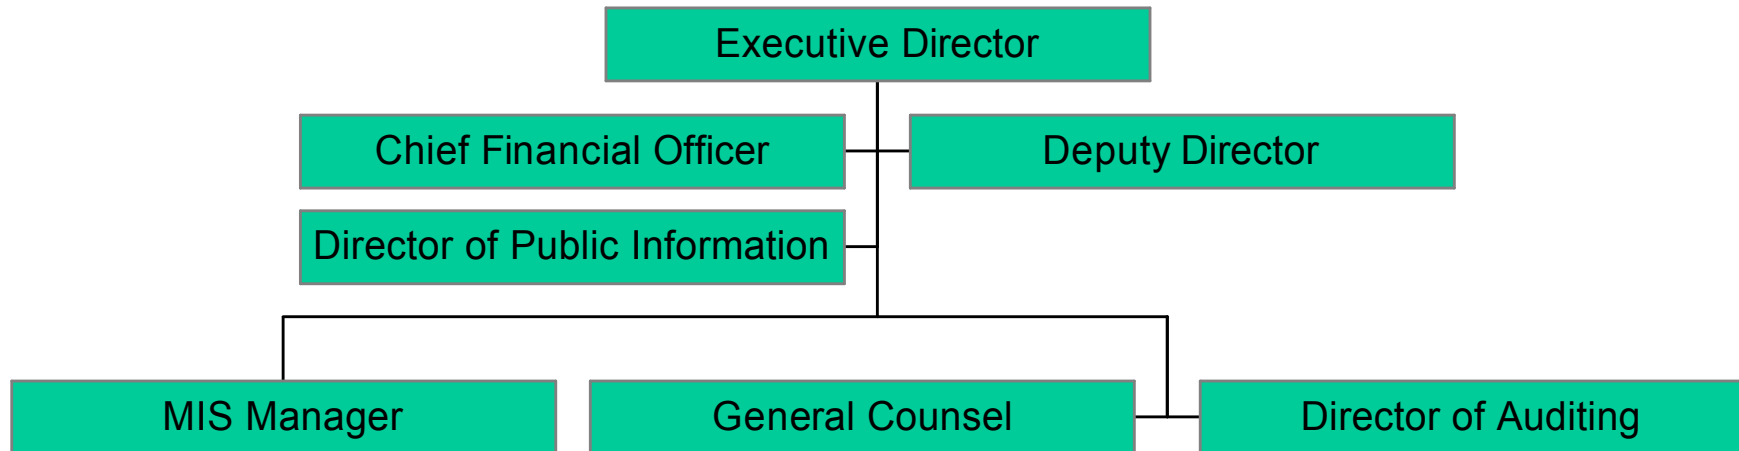 Executive Director
Chief Financial Officer
Deputy Director
Director of Public Information
MIS Manager
General Counsel
Director of Auditing